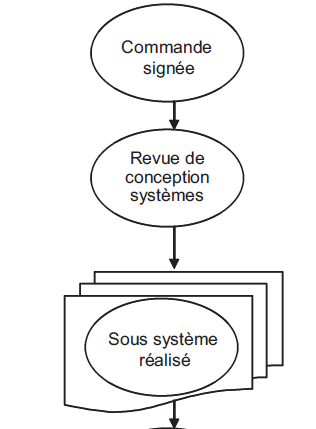 Commande
signée
Revue de
conception
systèmes
Sous système
réalisé